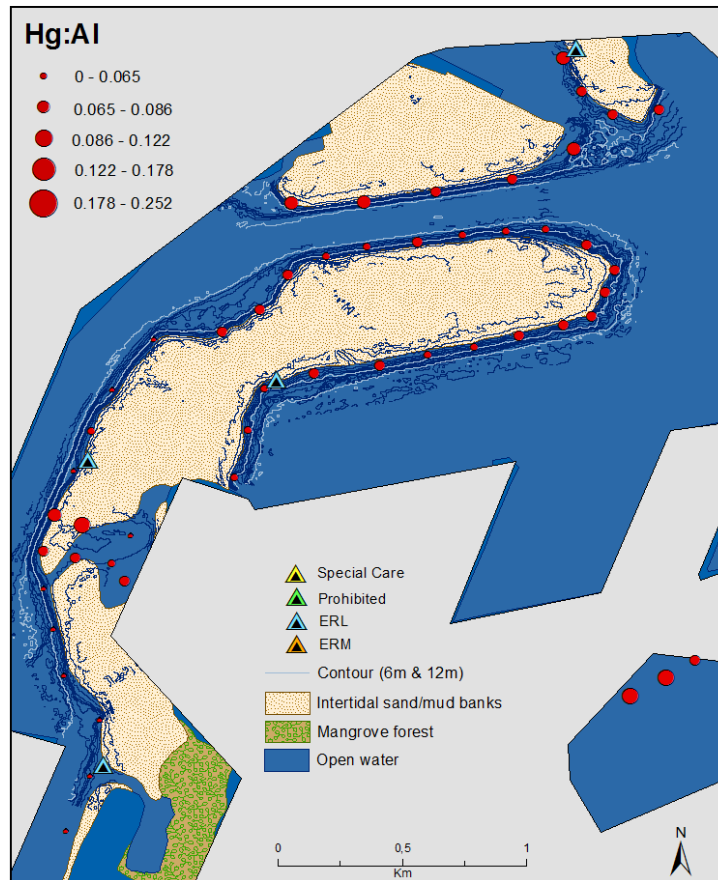 Hg:Al
0 - 0.065
0.065 - 0.086
0.086 - 0.122
0.122 - 0.178
0.178 - 0.252
Special Care
Prohibited
ERL
ERM
Contour (6m & 12m)
Intertidal sand/mud banks
Mangrove forest
Open water
0 0,5 1
Km
N